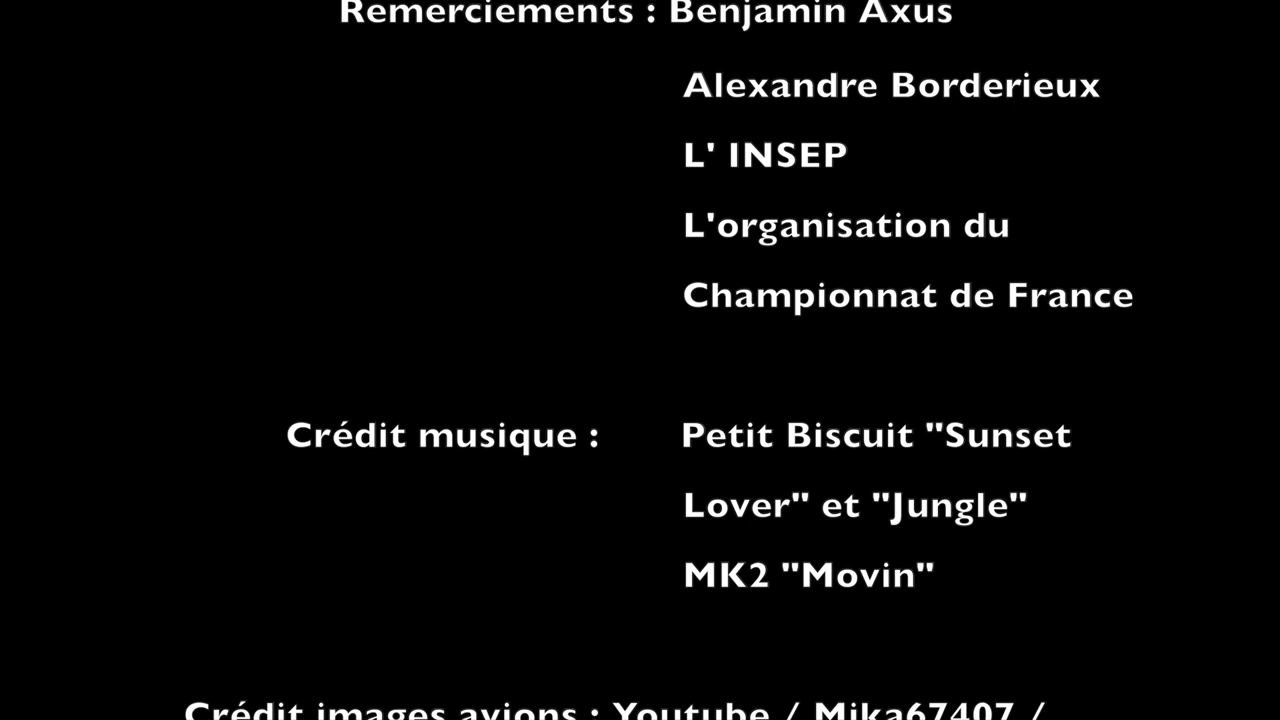 Remerciements : Benjamin Axus
Alexandre Borderieux
L' INSEP
L'organisation du
Championnat de France
Crédit musique : Petit Biscuit "Sunset
Lover" et "Jungle"
MK2 "Movin"
Crédit images avions : Youtube / Mika67407 /